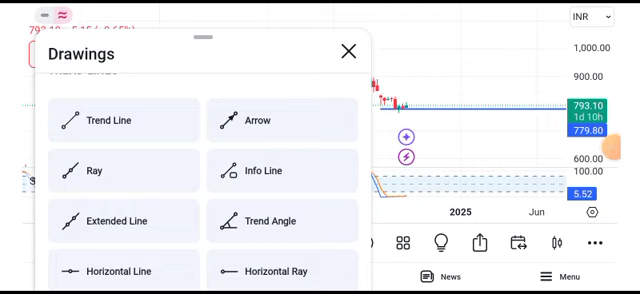 INR
Drawings
1,000.00
900.00
Trend Line
Arrow
793.10
1d 10h
779.80
Ray
Info Line
600.00
100.00
5.52
Extended Line
Trend Angle
2025
Jun
Horizontal Line
Horizontal Ray
News
Menu